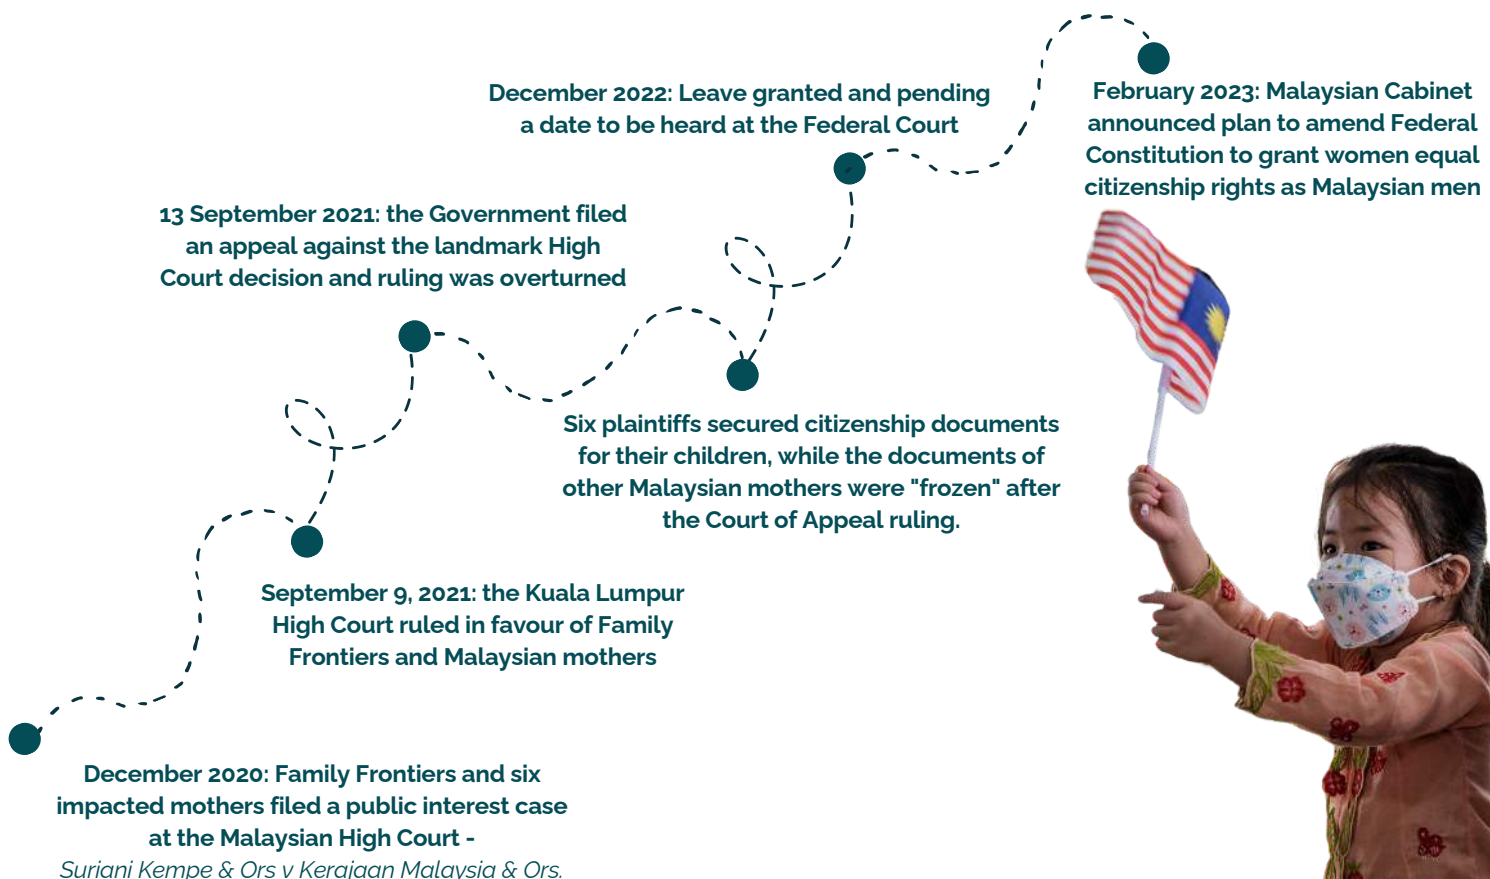 December 2022: Leave granted and pending
a date to be heard at the Federal Court
February 2023: Malaysian Cabinet
announced plan to amend Federal
Constitution to grant women equal
citizenship rights as Malaysian men
13 September 2021: the Government filed
an appeal against the landmark High
Court decision and ruling was overturned
Six plaintiffs secured citizenship documents
for their children, while the documents of
other Malaysian mothers were "frozen" after
the Court of Appeal ruling.
September 9, 2021: the Kuala Lumpur
High Court ruled in favour of Family
Frontiers and Malaysian mothers
December 2020: Family Frontiers and six
impacted mothers filed a public interest case
at the Malaysian High Court -
Suriani Kempe & Ors v Kerajaan Malaysia & Ors.